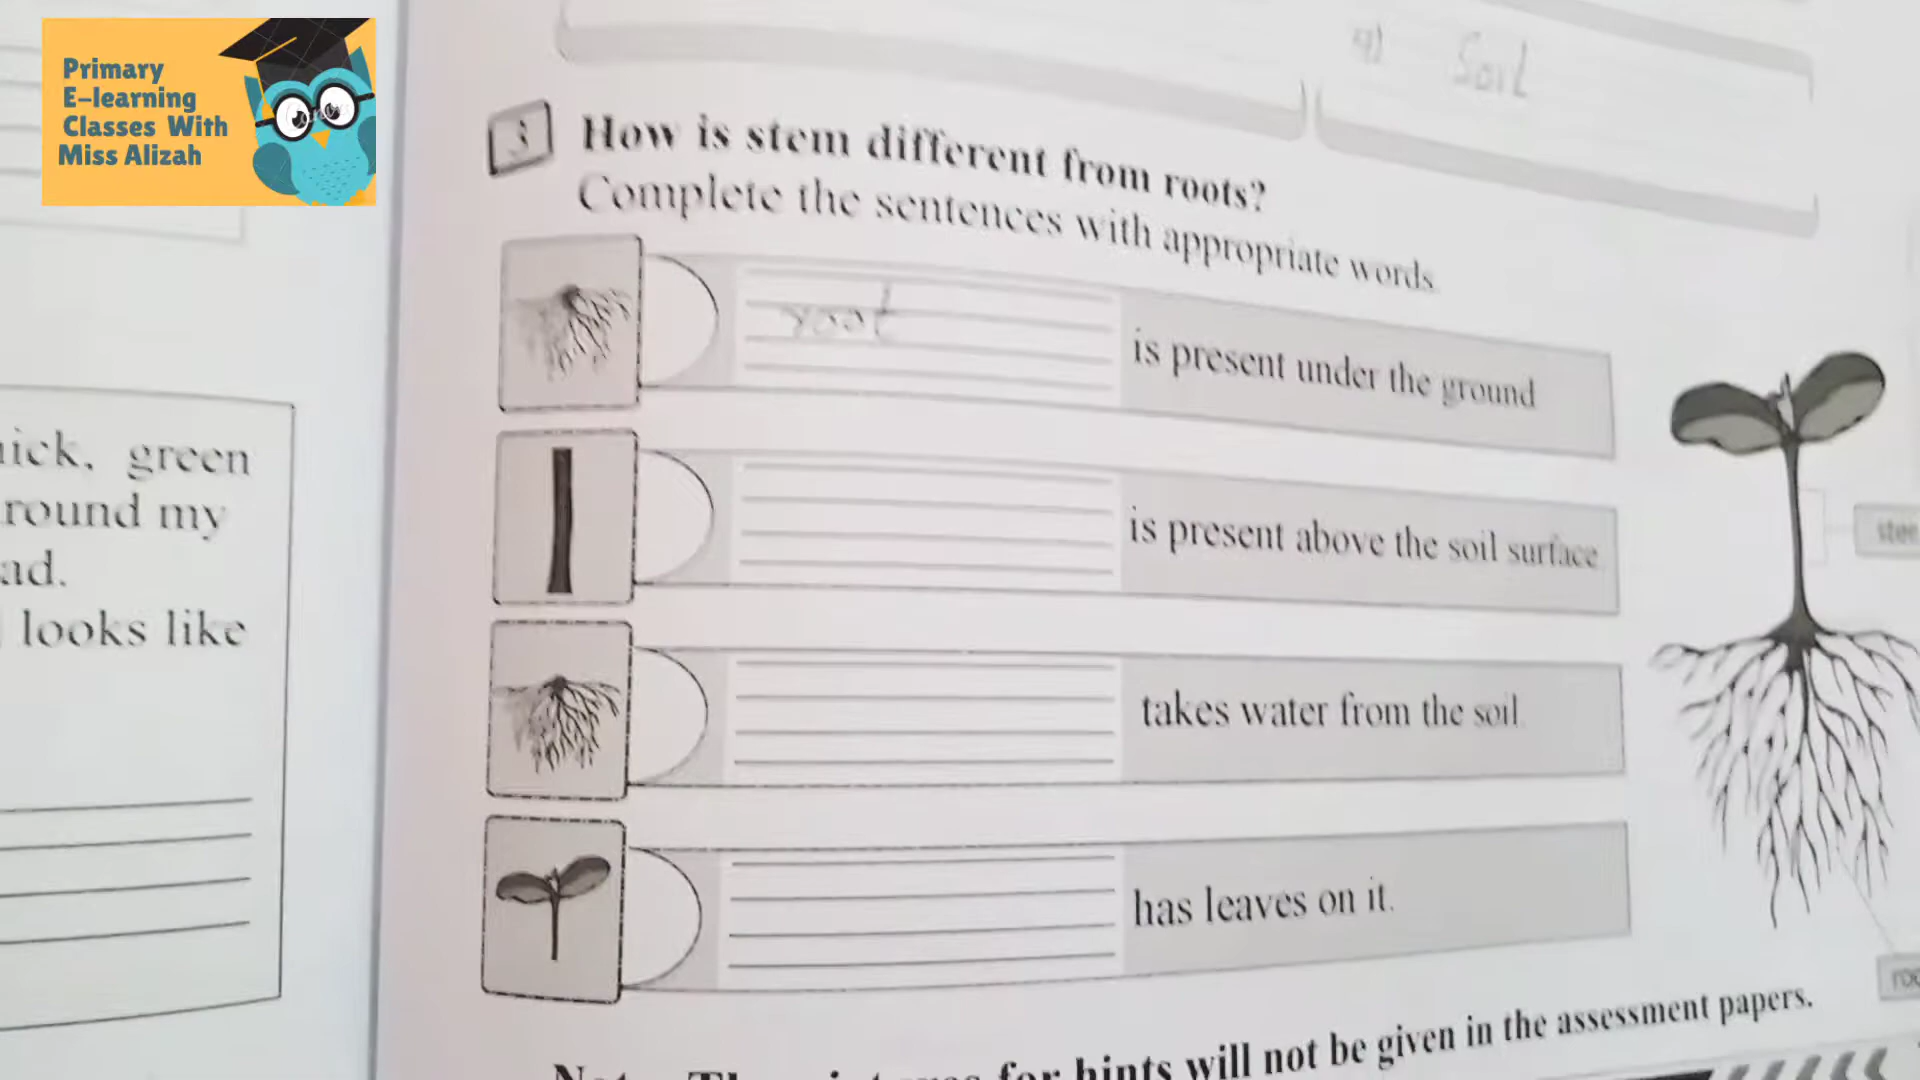 Primary
E-learning
Classes With
Miss Alizah
4) Soil
3 How is stem different from roots?
Complete the sentences with appropriate words.
root is present under the ground
is present above the soil surface
takes water from the soil.
has leaves on it.
green
round my
ad.
looks like
hints will not be given in the assessment papers.